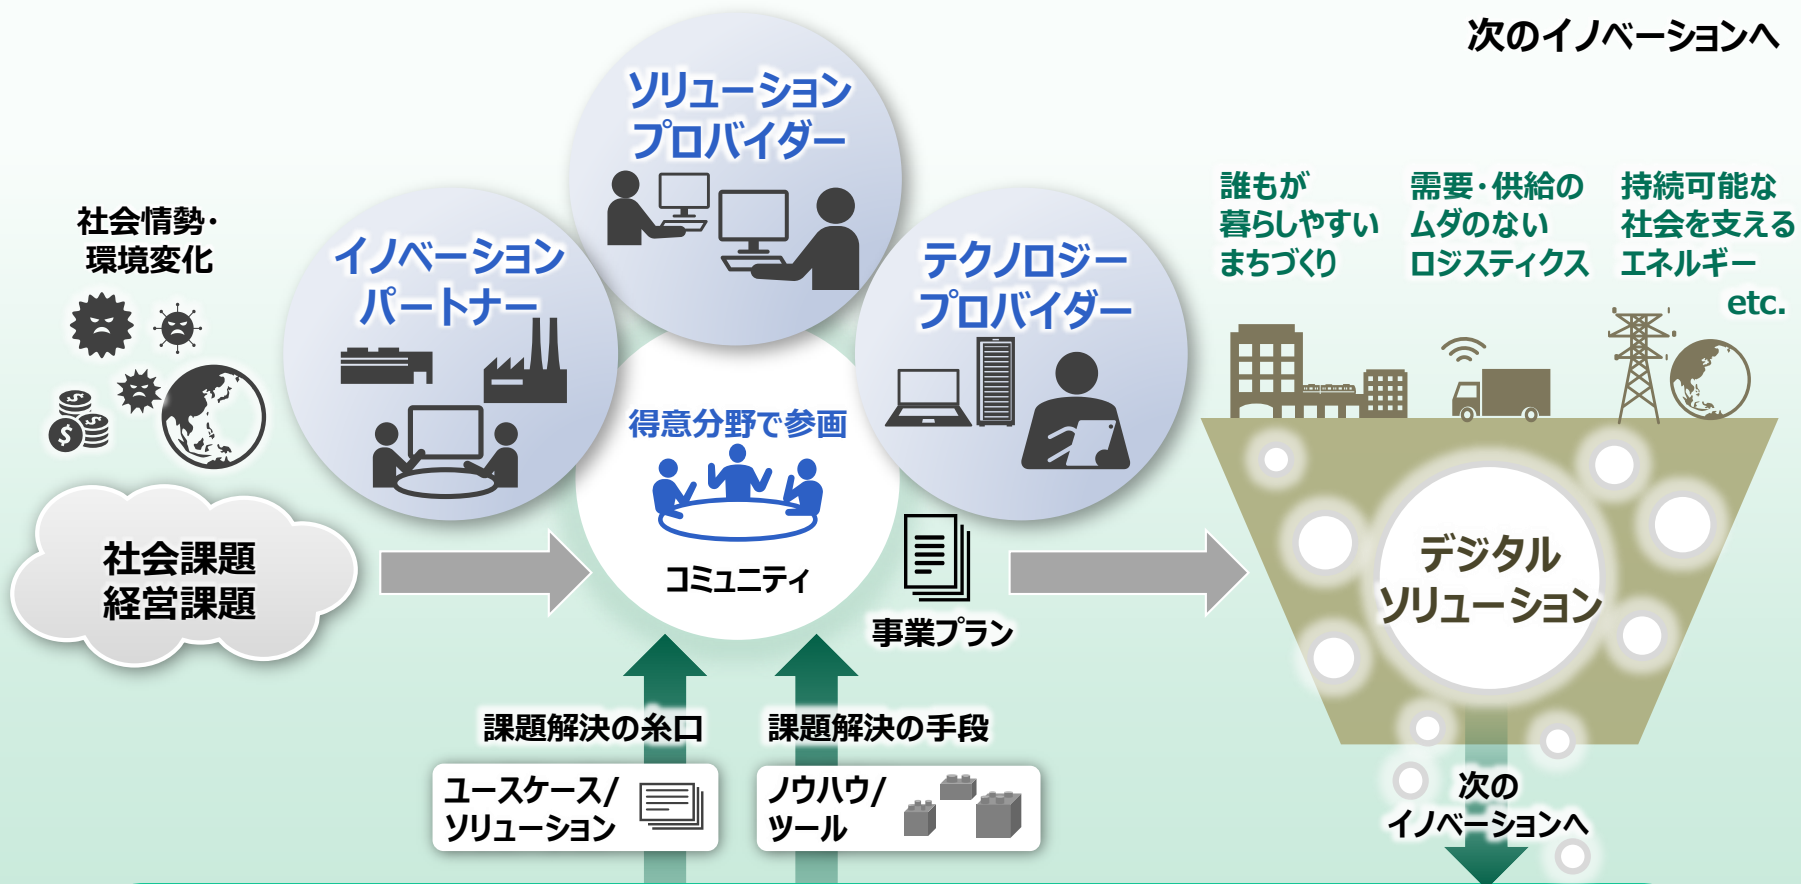 次のイノベーションへ
ソリューション
プロバイダー
社会情勢・
環境変化
イノベーション
パートナー
テクノロジー
プロバイダー
誰もが
暮らしやすい
まちづくり
需要・供給の
ムダのない
ロジスティクス
持続可能な
社会を支える
エネルギー
etc.
得意分野で参画
コミュニティ
社会課題
経営課題
事業プラン
デジタル
ソリューション
課題解決の糸口
課題解決の手段
ユースケース/
ソリューション
ノウハウ/
ツール
次の
イノベーションへ